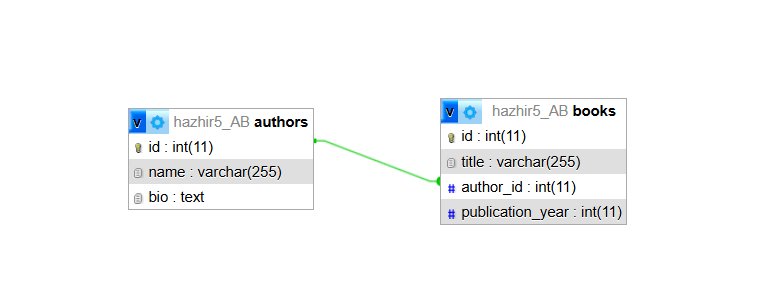 v hazhir5_AB authors
id : int(11)
name : varchar(255)
bio : text
v hazhir5_AB books
id : int(11)
title : varchar(255)
# author_id : int(11)
# publication_year : int(11)